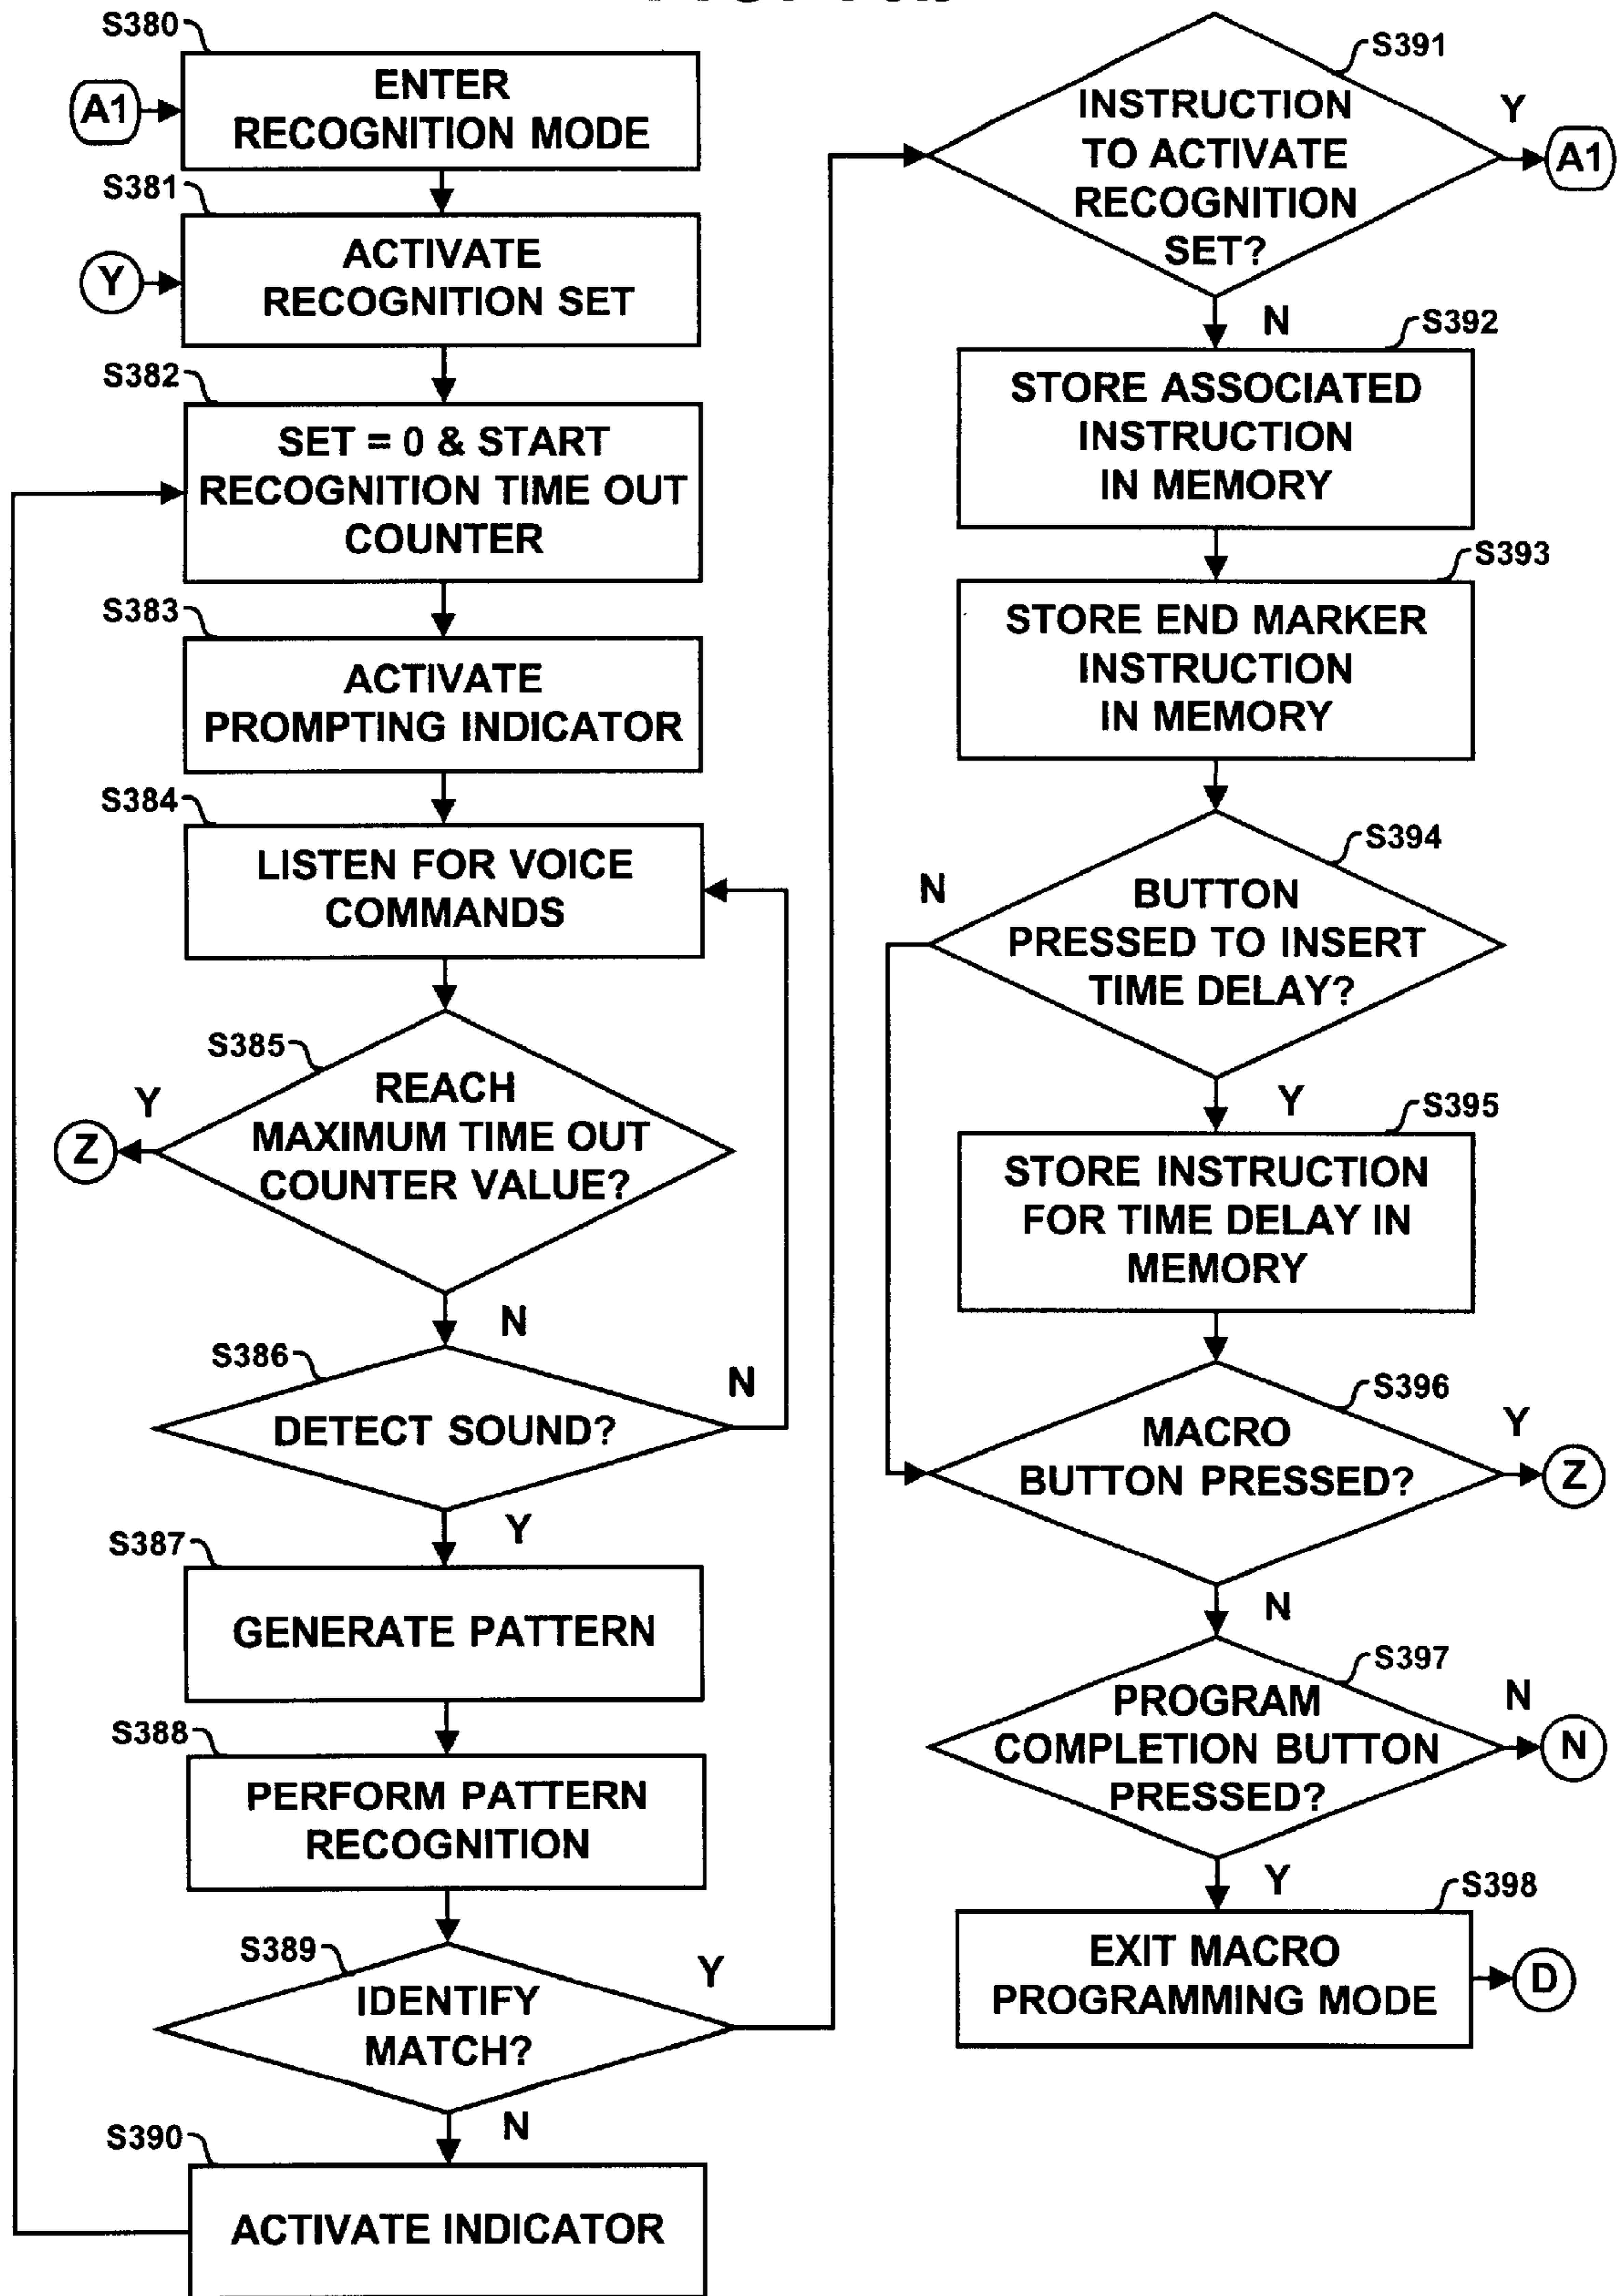 S380
A1
ENTER
RECOGNITION MODE
S381
Y
ACTIVATE
RECOGNITION SET
S382
SET = 0 & START
RECOGNITION TIME OUT
COUNTER
S383
ACTIVATE
PROMPTING INDICATOR
S384
LISTEN FOR VOICE
COMMANDS
S385
REACH
MAXIMUM TIME OUT
COUNTER VALUE?
Y
Z
N
S386
DETECT SOUND?
N
Y
S387
GENERATE PATTERN
S388
PERFORM PATTERN
RECOGNITION
S389
IDENTIFY
MATCH?
Y
N
S390
ACTIVATE INDICATOR
S391
INSTRUCTION
TO ACTIVATE
RECOGNITION
SET?
Y
A1
N
S392
STORE ASSOCIATED
INSTRUCTION
IN MEMORY
S393
STORE END MARKER
INSTRUCTION
IN MEMORY
S394
N
BUTTON
PRESSED TO INSERT
TIME DELAY?
Y
S395
STORE INSTRUCTION
FOR TIME DELAY IN
MEMORY
S396
MACRO
BUTTON PRESSED?
Y
Z
N
S397
PROGRAM
COMPLETION BUTTON
PRESSED?
N
N
Y
S398
EXIT MACRO
PROGRAMMING MODE
D